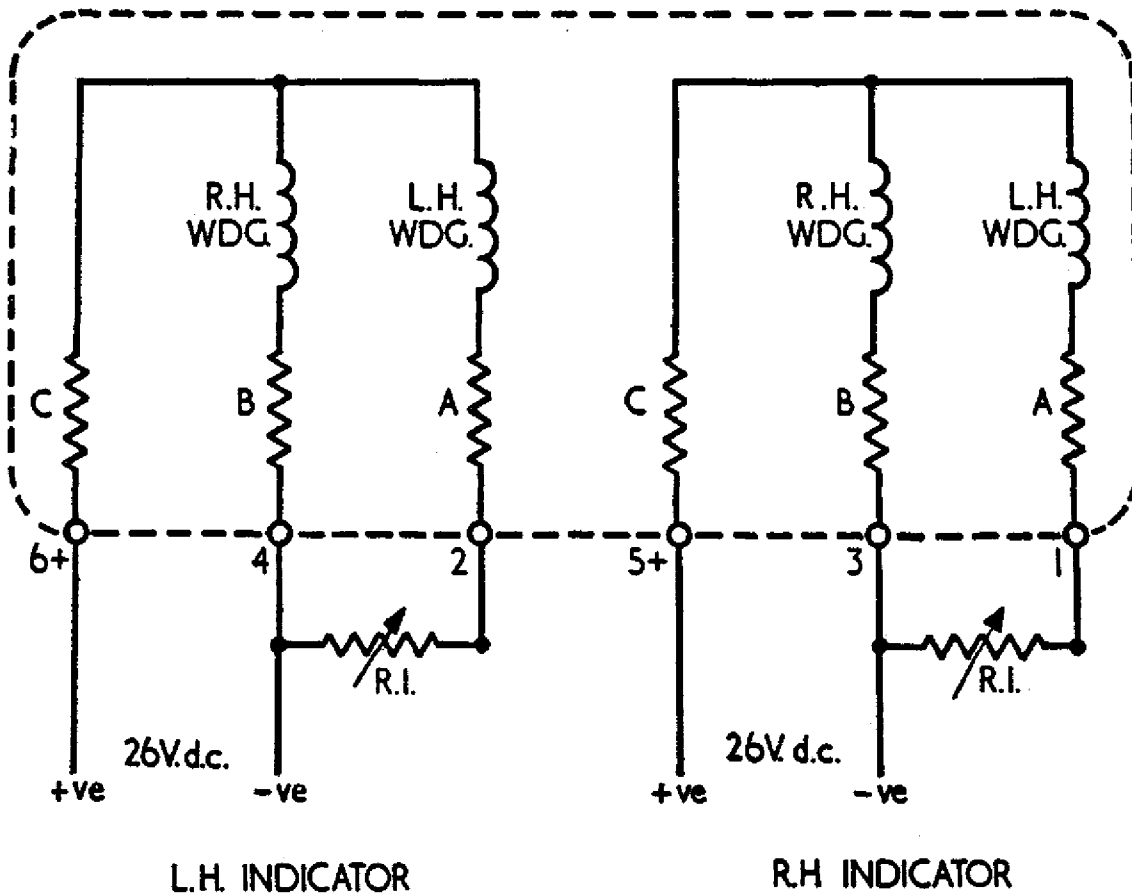 R.H.
WDG.
L.H.
WDG.
R.H.
WDG.
L.H.
WDG.
C
B
A
C
B
A
6+
4
2
5+
3
1
R.I.
R.I.
26V.d.c.
26V.d.c.
+ve
-ve
+ve
-ve
L.H. INDICATOR
R.H INDICATOR